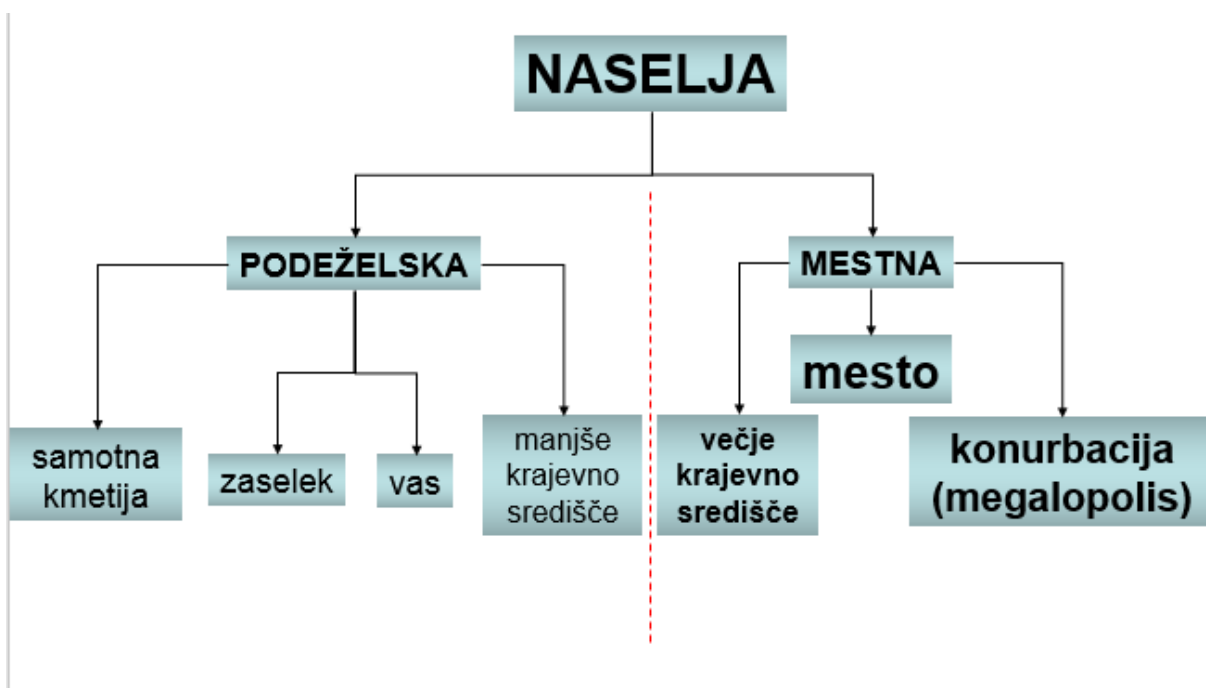 NASELJA
PODEŽELSKA
MESTNA
samotna
kmetija
zaselek
vas
manjše
krajevno
središče
večje
krajevno
središče
mesto
konurbacija
(megalopolis)